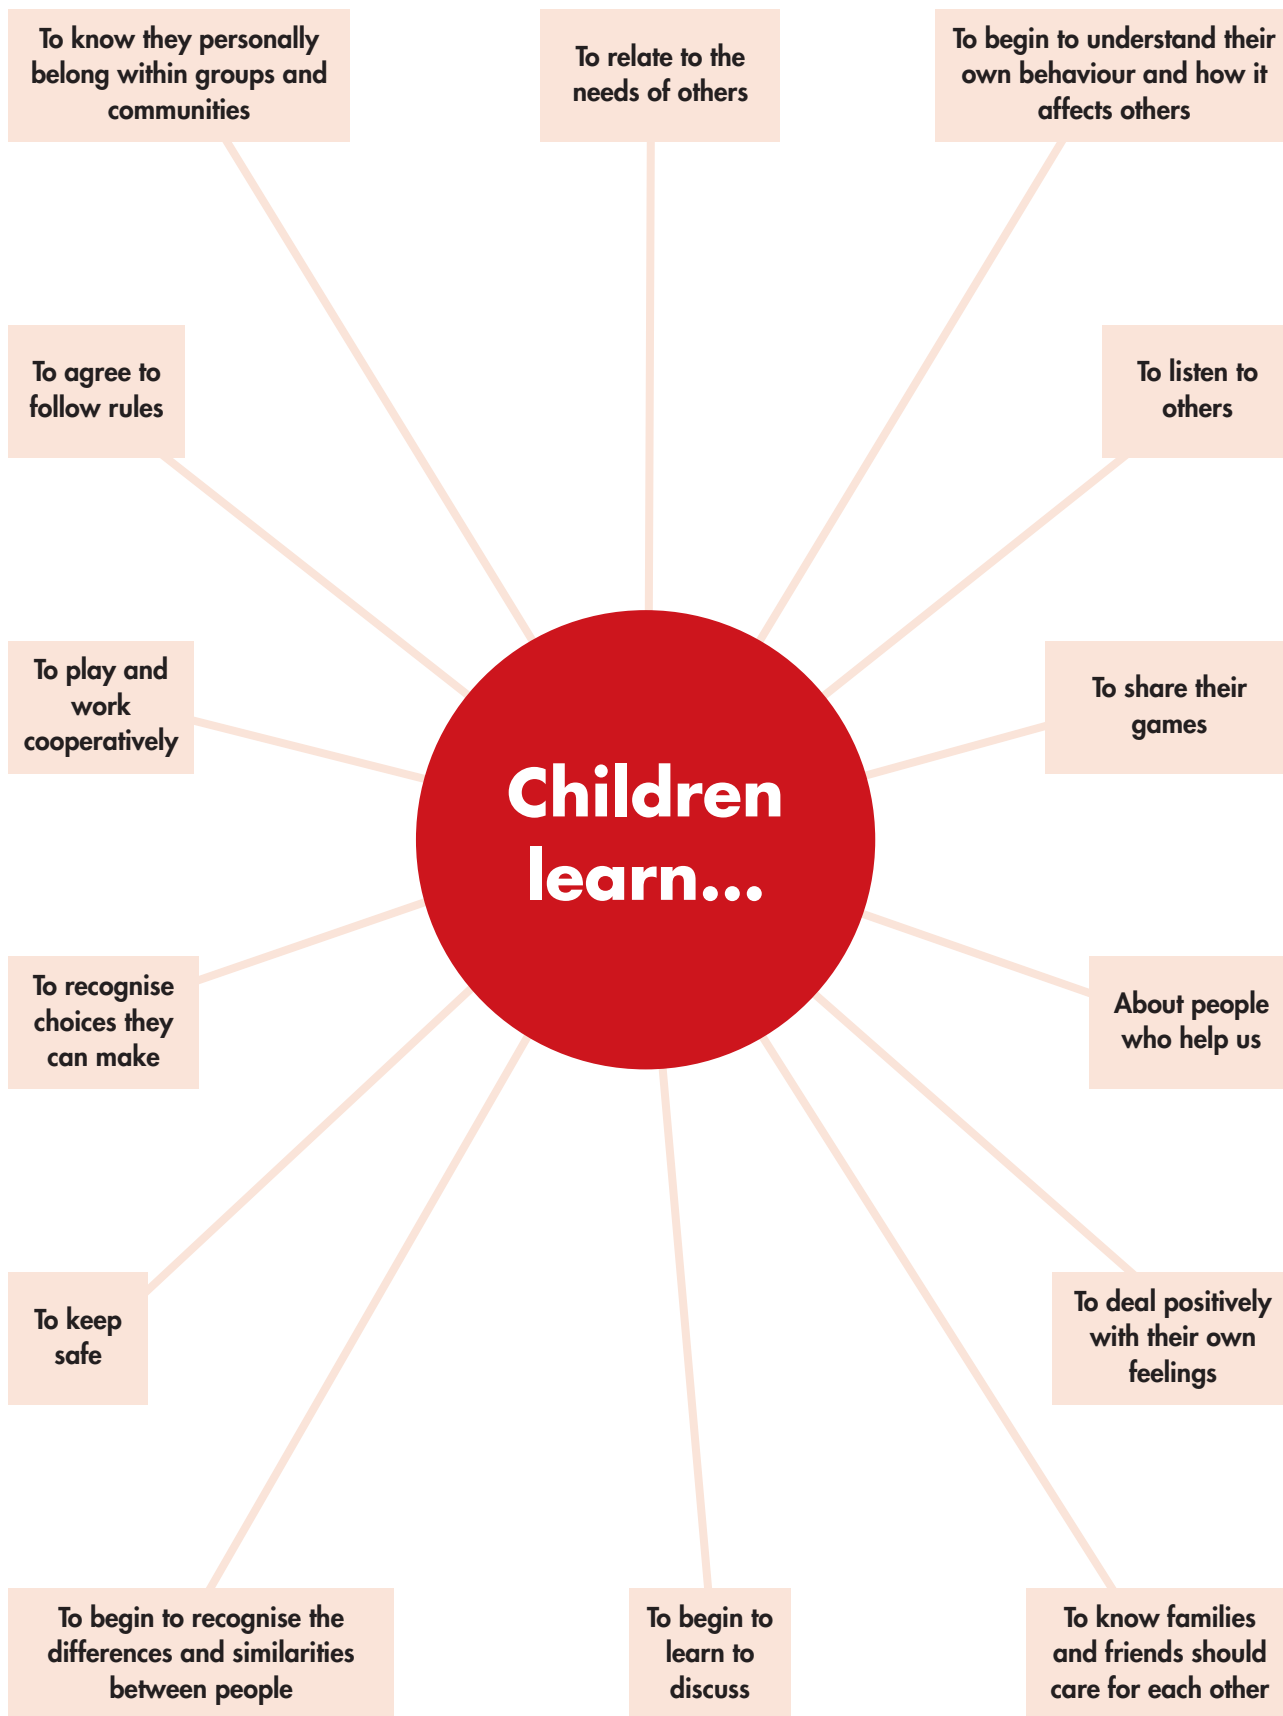 To know they personally
belong within groups and
communities
To relate to the
needs of others
To begin to understand their
own behaviour and how it
affects others
To agree to
follow rules
To listen to
others
To play and
work
cooperatively
To share their
games
Children
learn...
To recognise
choices they
can make
About people
who help us
To keep
safe
To deal positively
with their own
feelings
To begin to recognise the
differences and similarities
between people
To begin to
learn to
discuss
To know families
and friends should
care for each other